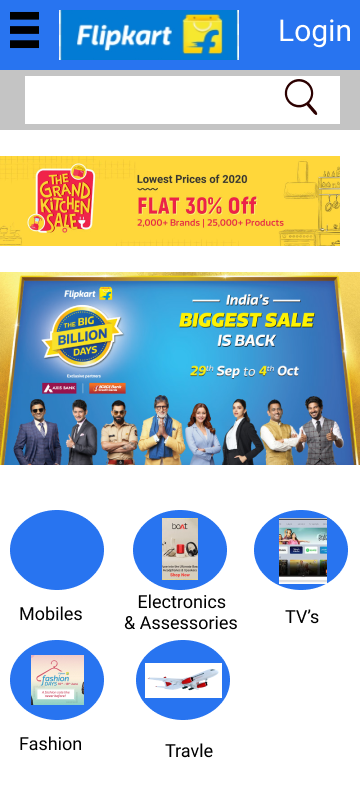 Flipkart
Login
THE GRAND KITCHEN SALE
Lowest Prices of 2020
FLAT 30% Off
2,000+ Brands | 25,000+ Products
Flipkart
THE BIG
BILLION
DAYS
Exclusive partners
AXIS BANK
ICICI Bank
India's
BIGGEST SALE
IS BACK
29th Sep to 4th Oct
boAt
Shop Now
Mobiles
Electronics
& Assessories
TV's
fashion
DAYS
Fashion
Travle